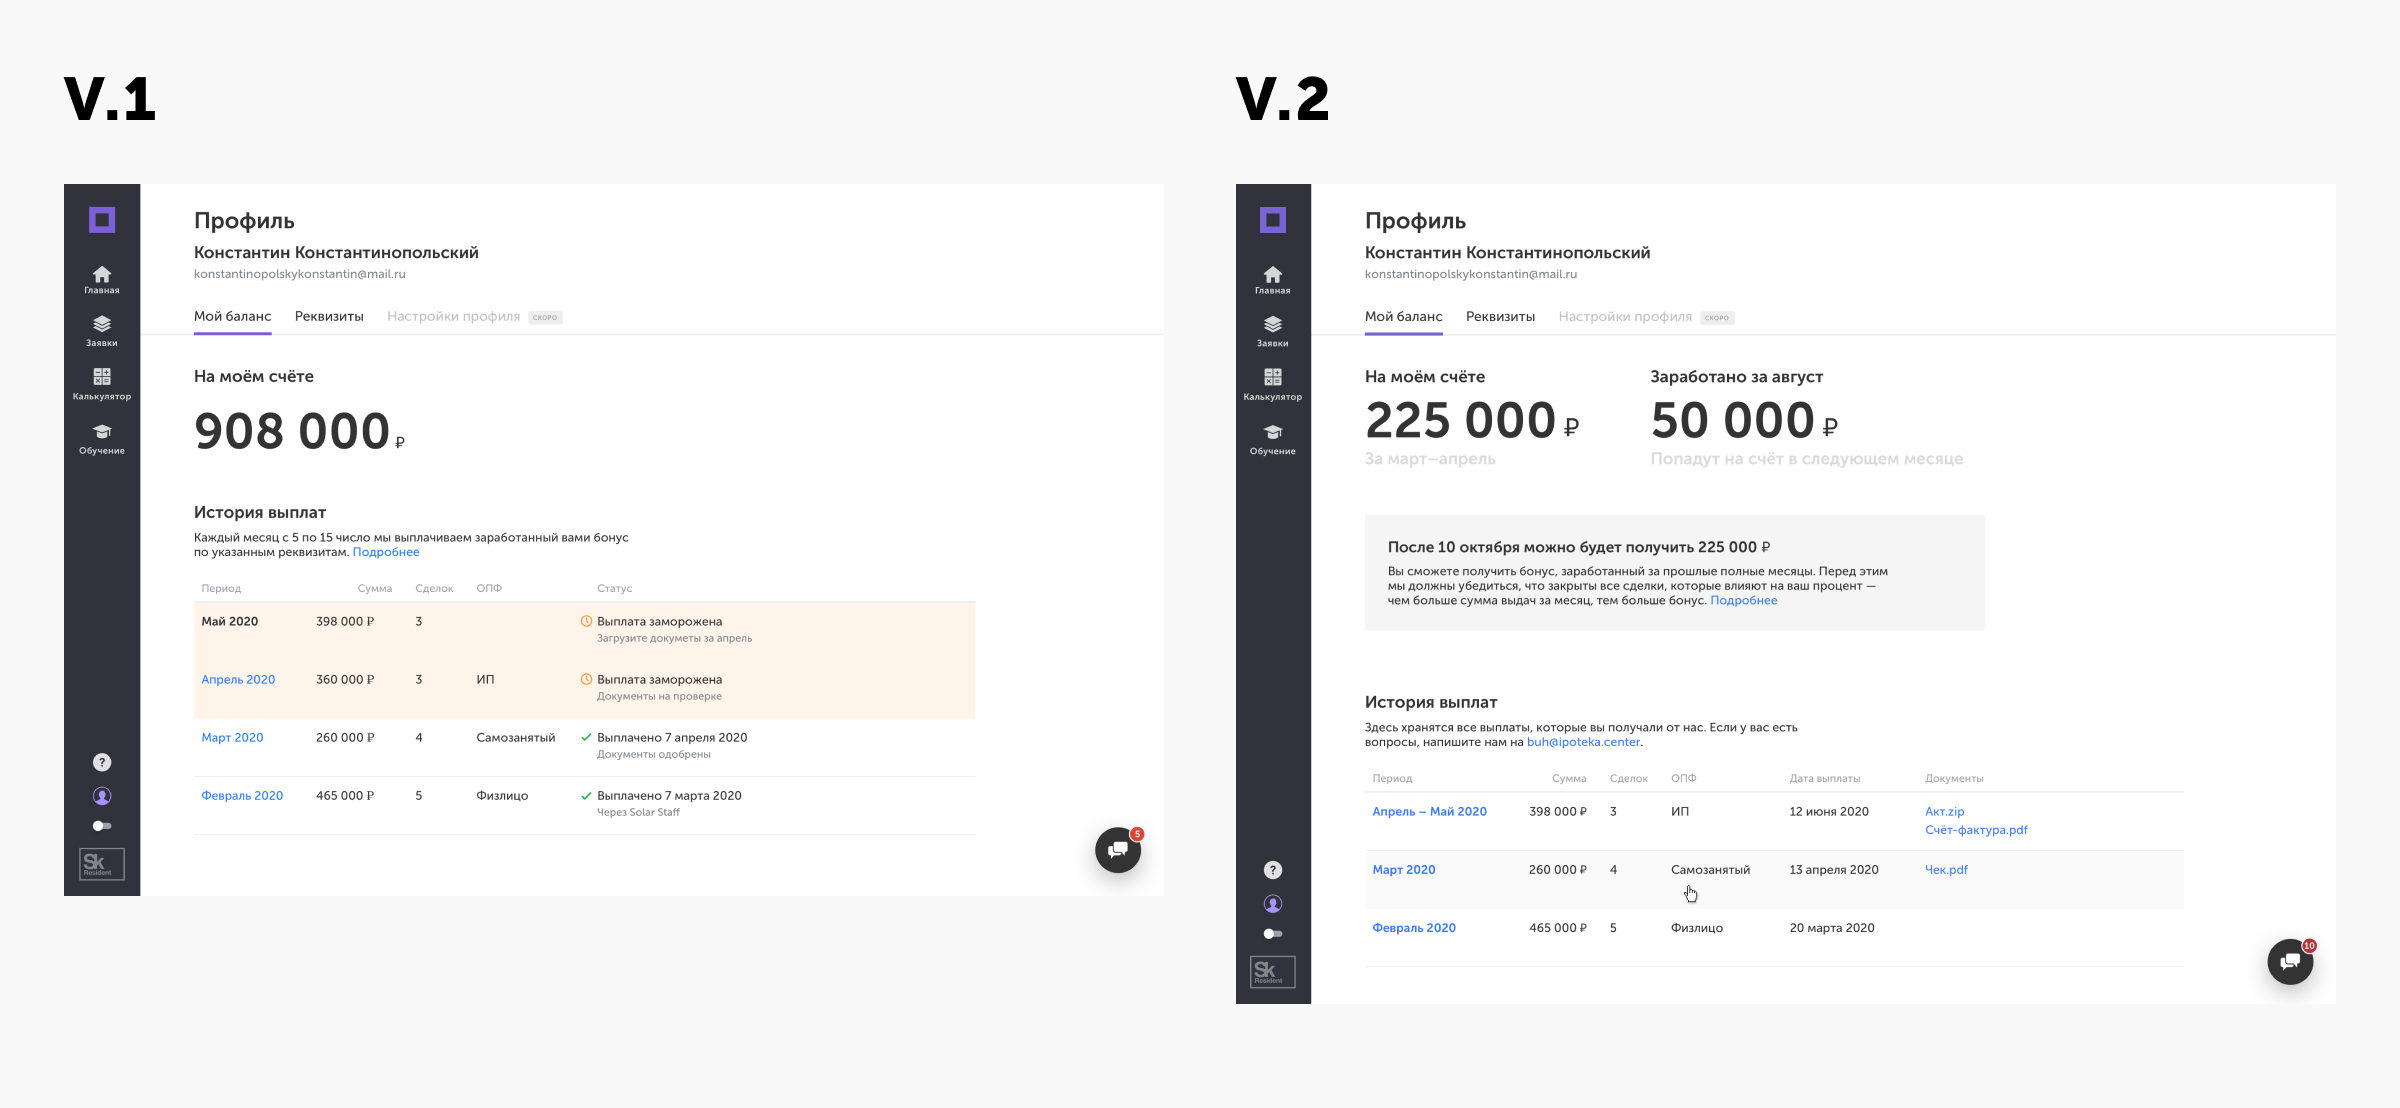 V.1
Главная
Заявки
Калькулятор
Обучение
?
Sk
Resident
Профиль
Константин Константинопольский
konstantinopolskykonstantin@mail.ru
Мой баланс Реквизиты Настройки профиля скоро
На моём счёте
908 000 ₽
История выплат
Каждый месяц с 5 по 15 число мы выплачиваем заработанный вами бонус
по указанным реквизитам. Подробнее
Период Сумма Сделок ОПФ Статус
Май 2020 398 000 ₽ 3 Выплата заморожена
Загрузите докуметы за апрель
Апрель 2020 360 000 ₽ 3 ИП Выплата заморожена
Документы на проверке
Март 2020 260 000 ₽ 4 Самозанятый Выплачено 7 апреля 2020
Документы одобрены
Февраль 2020 465 000 ₽ 5 Физлицо Выплачено 7 марта 2020
Через Solar Staff
5
V.2
Главная
Заявки
Калькулятор
Обучение
?
Sk
Resident
Профиль
Константин Константинопольский
konstantinopolskykonstantin@mail.ru
Мой баланс Реквизиты Настройки профиля скоро
На моём счёте Заработано за август
225 000 ₽ 50 000 ₽
За март–апрель Попадут на счёт в следующем месяце
После 10 октября можно будет получить 225 000 ₽
Вы сможете получить бонус, заработанный за прошлые полные месяцы. Перед этим
мы должны убедиться, что закрыты все сделки, которые влияют на ваш процент —
чем больше сумма выдач за месяц, тем больше бонус. Подробнее
История выплат
Здесь хранятся все выплаты, которые вы получали от нас. Если у вас есть
вопросы, напишите нам на buh@ipoteka.center.
Период Сумма Сделок ОПФ Дата выплаты Документы
Апрель – Май 2020 398 000 ₽ 3 ИП 12 июня 2020 Акт.zip
Счёт-фактура.pdf
Март 2020 260 000 ₽ 4 Самозанятый 13 апреля 2020 Чек.pdf
Февраль 2020 465 000 ₽ 5 Физлицо 20 марта 2020
10